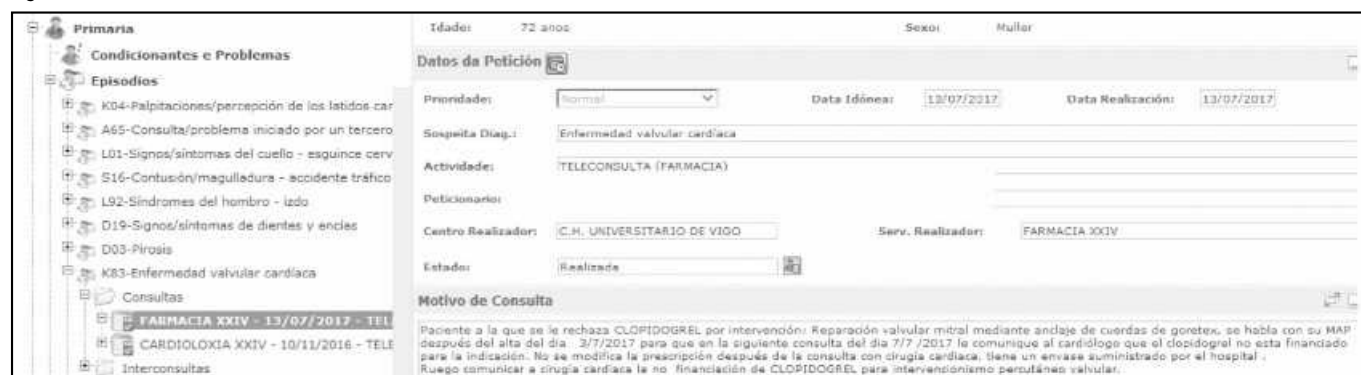 Primaria
Condicionantes e Problemas
Episodios
K04-Palpitaciones/percepción de los latidos car
A65-Consulta/problema iniciado por un tercero
L01-Signos/síntomas del cuello - esguince cerv
S16-Contusión/magulladura - accidente tráfico
L92-Síndromes del hombro - izdo
D19-Signos/síntomas de dientes y encías
D03-Pirosis
K83-Enfermedad valvular cardíaca
Consultas
FARMACIA XXIV - 13/07/2017 - TEL
CARDIOLOXIA XXIV - 10/11/2016 - TELE
Interconsultas
Idade: 72 anos Sexo: Muller
Datos da Petición
Prioridade: Normal Data Idónea: 13/07/2017 Data Realización: 13/07/2017
Sospeita Diag.: Enfermedad valvular cardíaca
Actividade: TELECONSULTA (FARMACIA)
Peticionario:
Centro Realizador: C.H. UNIVERSITARIO DE VIGO Serv. Realizador: FARMACIA XXIV
Estado: Realizada
Motivo de Consulta
Paciente a la que se le rechaza CLOPIDOGREL por intervención: Reparación valvular mitral mediante anclaje de cuerdas de goretex, se habla con su MAP
después del alta del día 3/7/2017 para que en la siguiente consulta del dia 7/7 /2017 le comunique al cardiólogo que el clopidogrel no esta financiado
para la indicación. No se modifica la prescripción después de la consulta con cirugía cardiaca, tiene un envase suministrado por el hospital .
Ruego comunicar a cirugía cardiaca la no financiación de CLOPIDOGREL para intervencionismo percutáneo valvular.